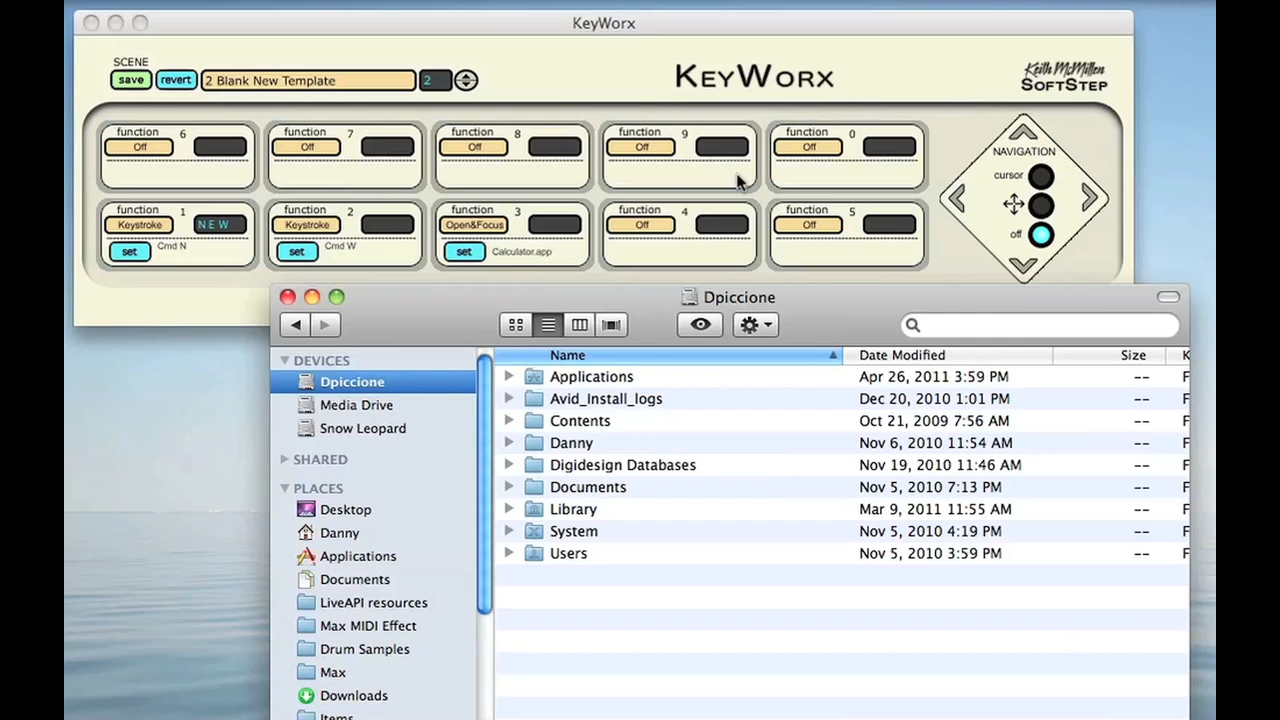 KeyWorx
SCENE
save revert 2 Blank New Template 2
KEYWORX
Keith McMillen
SOFTSTEP
function 6 function 7 function 8 function 9 function 0
Off Off Off Off Off
NAVIGATION
cursor
off
function 1 function 2 function 3 function 4 function 5
Keystroke NEW Keystroke Open&Focus Off Off
set Cmd N set Cmd W set Calculator.app
Dpiccione
DEVICES Name Date Modified Size K
Dpiccione Applications Apr 26, 2011 3:59 PM -- F
Media Drive Avid_Install_logs Dec 20, 2010 1:01 PM -- F
Snow Leopard Contents Oct 21, 2009 7:56 AM -- F
Danny Nov 6, 2010 11:54 AM -- F
SHARED Digidesign Databases Nov 19, 2010 11:46 AM -- F
PLACES Documents Nov 5, 2010 7:13 PM -- F
Desktop Library Mar 9, 2011 11:55 AM -- F
Danny System Nov 5, 2010 4:19 PM -- F
Applications Users Nov 5, 2010 3:59 PM -- F
Documents
LiveAPI resources
Max MIDI Effect
Drum Samples
Max
Downloads
Items